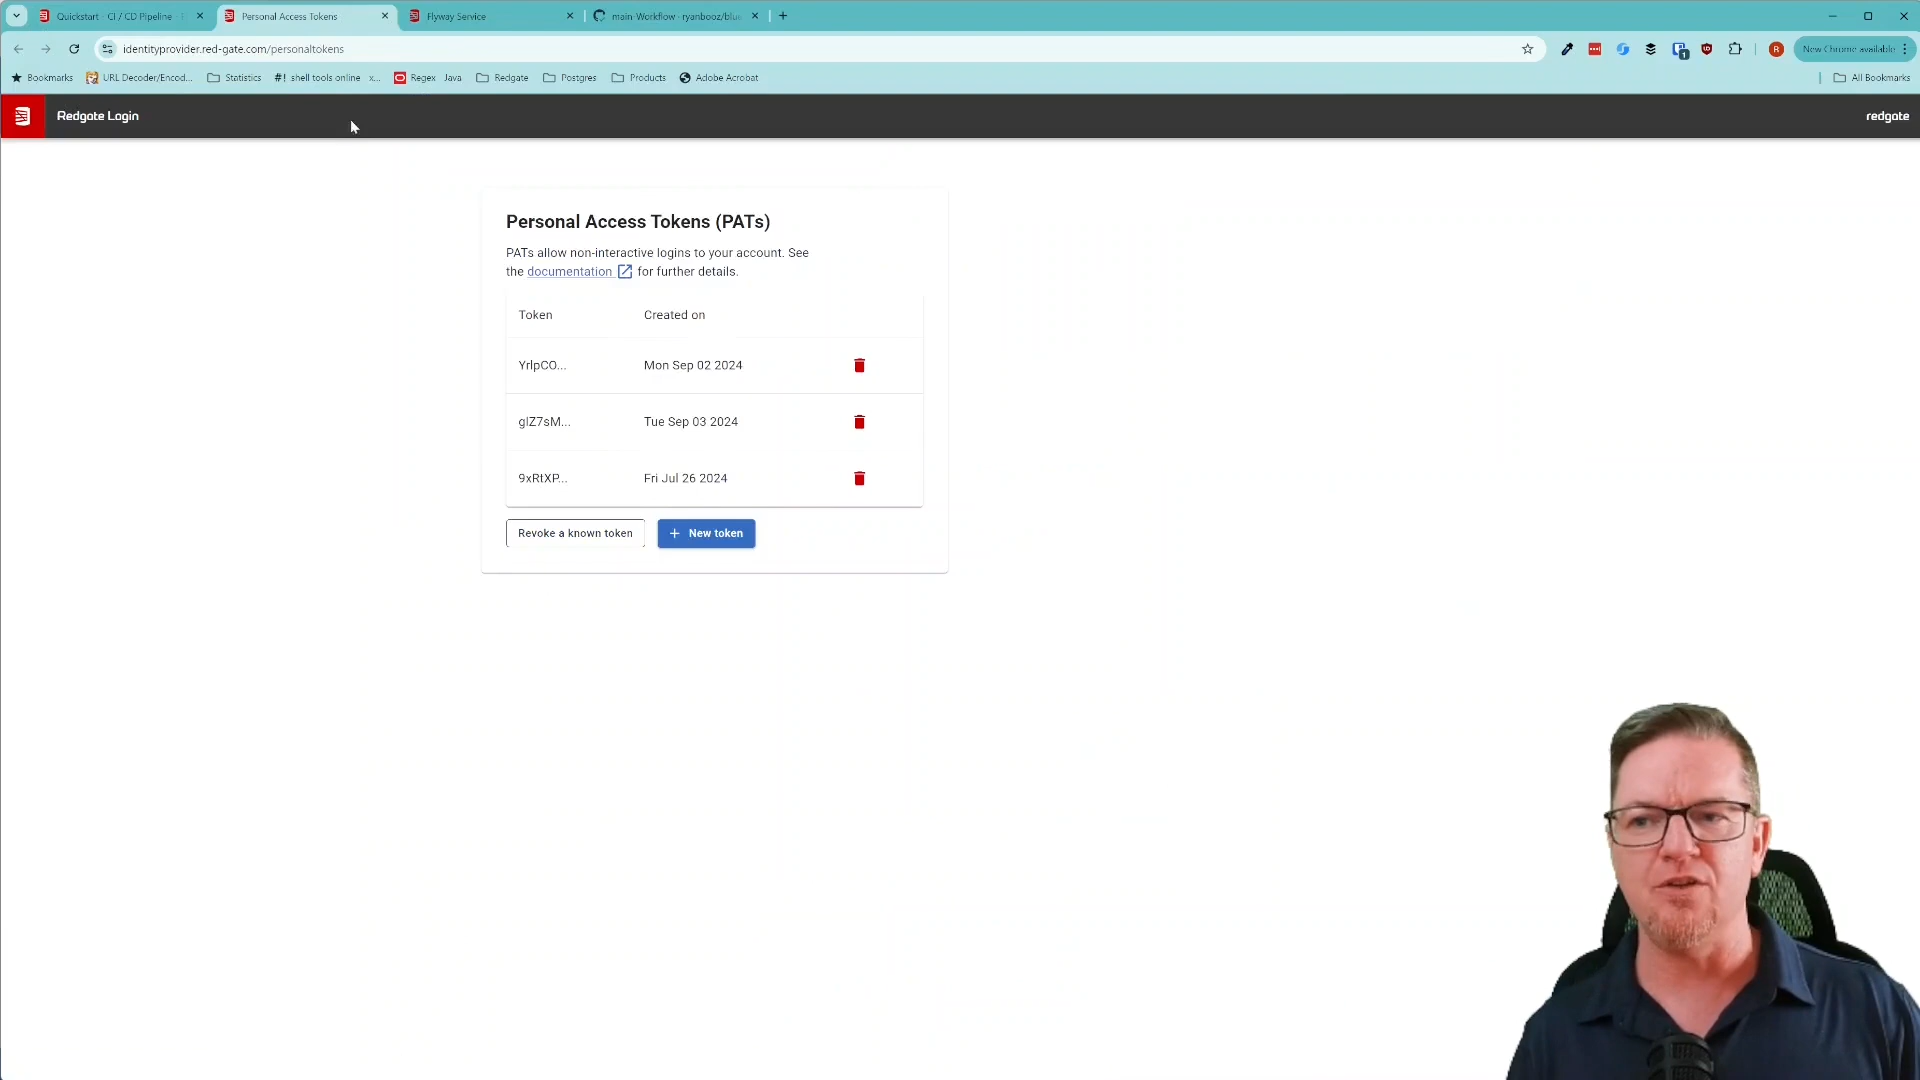 Quickstart - CI / CD Pipeline -
Personal Access Tokens
Flyway Service
main-Workflow · ryanbooz/blue
identityprovider.red-gate.com/personaltokens
New Chrome available
Bookmarks
URL Decoder/Encod...
Statistics
#! shell tools online x...
Regex Java
Redgate
Postgres
Products
Adobe Acrobat
All Bookmarks
Redgate Login
redgate
Personal Access Tokens (PATs)
PATs allow non-interactive logins to your account. See
the documentation for further details.
Token Created on
YrlpCO... Mon Sep 02 2024
glZ7sM... Tue Sep 03 2024
9xRtXP... Fri Jul 26 2024
Revoke a known token
+ New token